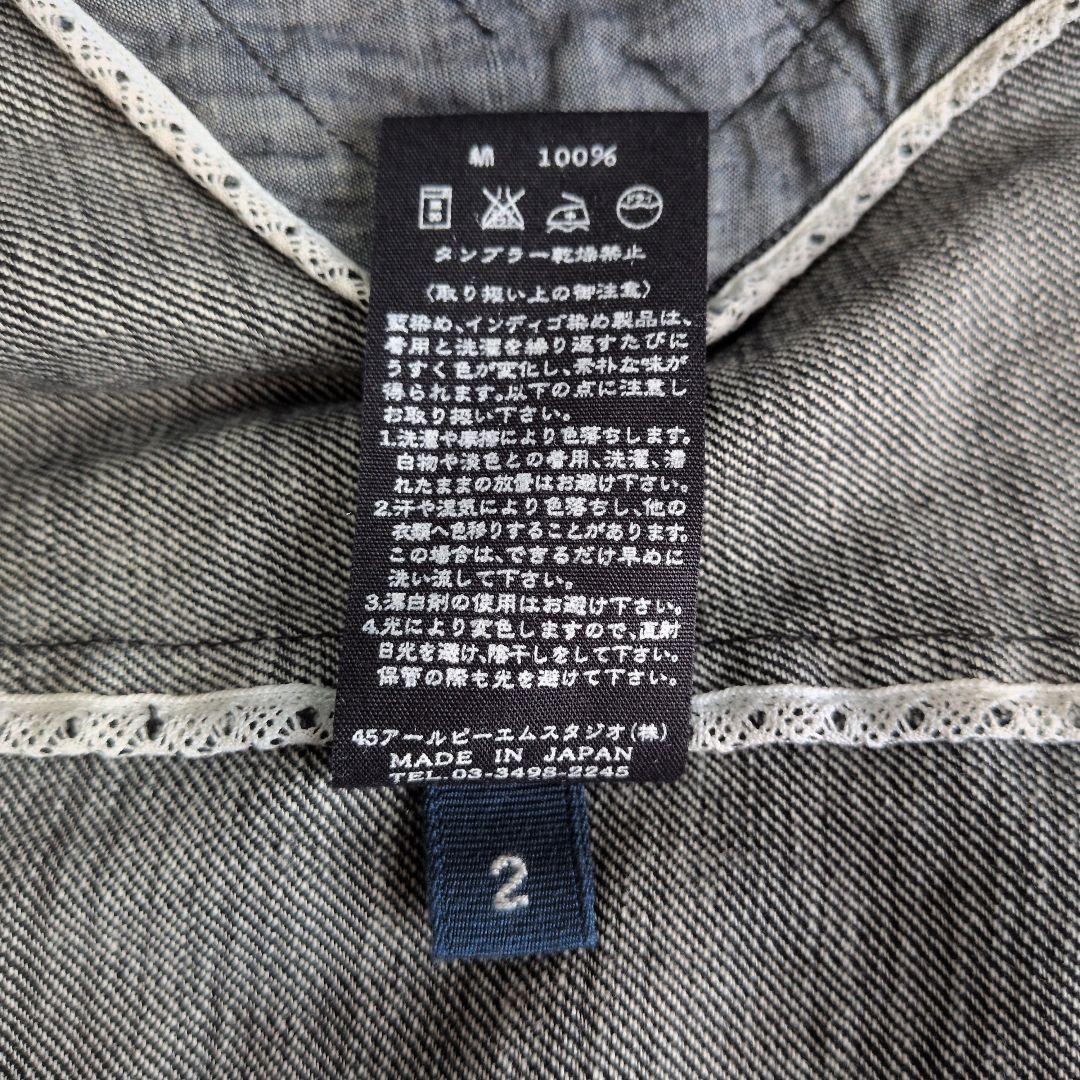 綿 100%
ドライ
タンブラー乾燥禁止
〈取り扱い上の御注意〉
藍染め、インディゴ染め製品は、
着用と洗濯を繰り返すたびに
うすく色が変化し、素朴な味が
得られます。以下の点に注意し
お取り扱い下さい。
1.洗濯や摩擦により色落ちします。
白物や淡色との着用、洗濯、濡
れたままの放置はお避け下さい。
2.汗や湿気により色落ちし、他の
衣類へ色移りすることがあります。
この場合は、できるだけ早めに
洗い流して下さい。
3.漂白剤の使用はお避け下さい。
4.光により変色しますので、直射
日光を避け、陰干しをして下さい。
保管の際も光を避けて下さい。
45アールピーエムスタジオ(株)
MADE IN JAPAN
TEL.03-3498-2245
2